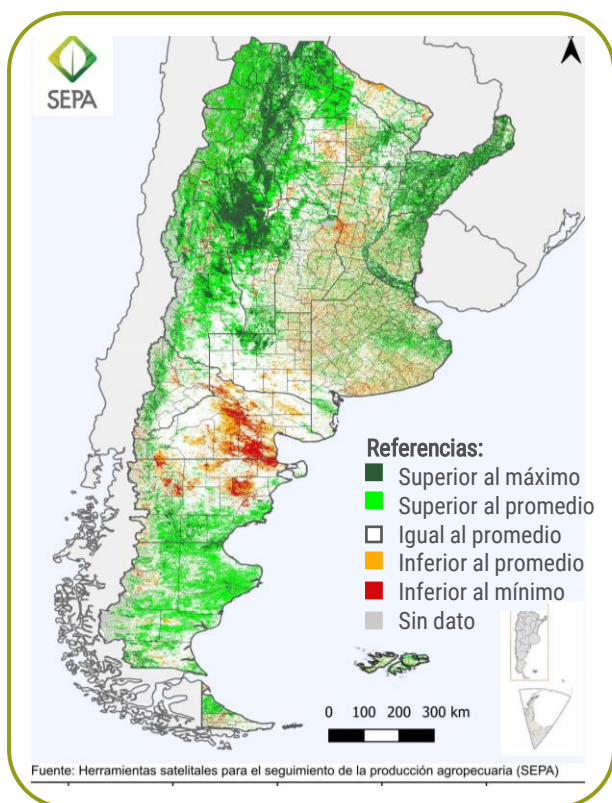 SEPA
Referencias:
Superior al máximo
Superior al promedio
Igual al promedio
Inferior al promedio
Inferior al mínimo
Sin dato
0 100 200 300 km
Fuente: Herramientas satelitales para el seguimiento de la producción agropecuaria (SEPA)